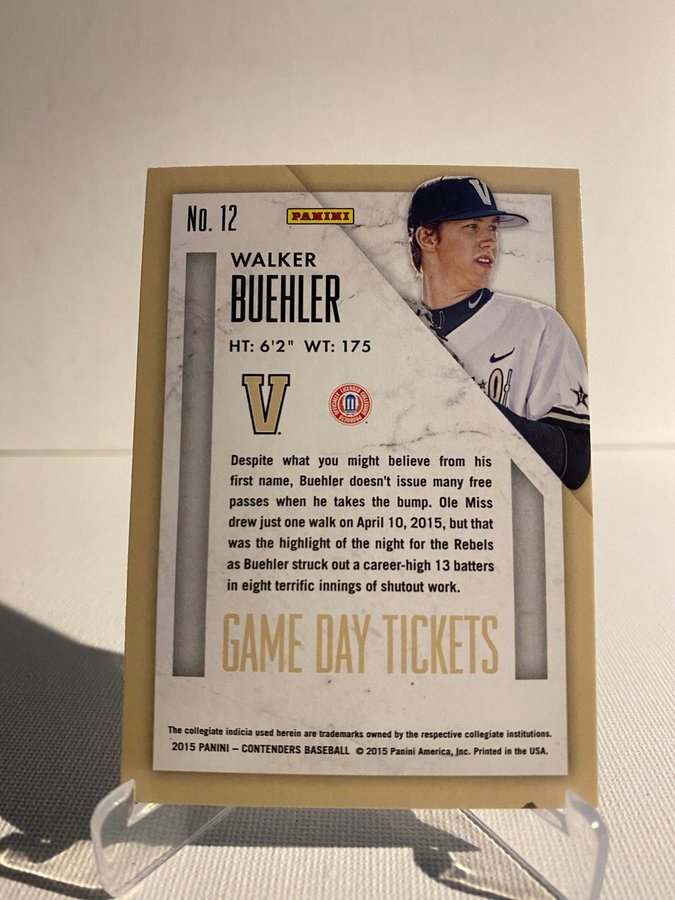 No. 12
PANINI
WALKER
BUEHLER
HT: 6'2" WT: 175
V
V
OFFICIALLY LICENSED COLLEGIATE PRODUCTS
Despite what you might believe from his
first name, Buehler doesn't issue many free
passes when he takes the bump. Ole Miss
drew just one walk on April 10, 2015, but that
was the highlight of the night for the Rebels
as Buehler struck out a career-high 13 batters
in eight terrific innings of shutout work.
GAME DAY TICKETS
The collegiate indicia used herein are trademarks owned by the respective collegiate institutions.
2015 PANINI – CONTENDERS BASEBALL © 2015 Panini America, Inc. Printed in the USA.